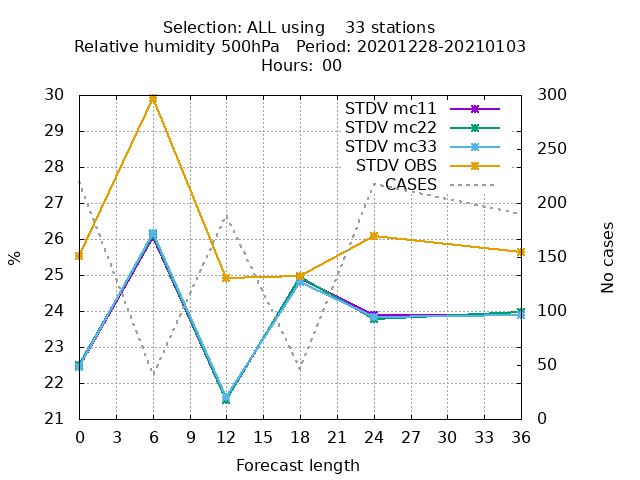 Selection: ALL using    33 stations
Relative humidity 500hPa   Period: 20201228-20210103
Hours: 00
30
29
28
27
26
25
24
23
22
21
%
STDV mc11
STDV mc22
STDV mc33
STDV OBS
CASES
300
250
200
150
100
50
0
No cases
0 3 6 9 12 15 18 21 24 27 30 33 36
Forecast length